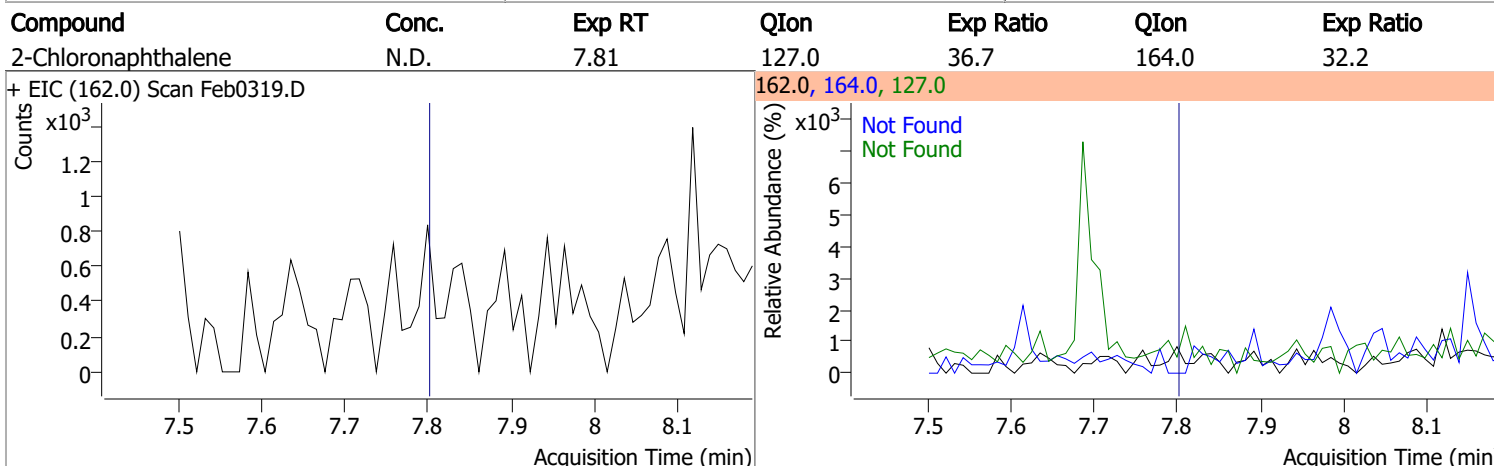 Compound Conc. Exp RT QIon Exp Ratio QIon Exp Ratio
2-Chloronaphthalene N.D. 7.81 127.0 36.7 164.0 32.2
+ EIC (162.0) Scan Feb0319.D
Counts
x10³
1.2
1
0.8
0.6
0.4
0.2
0
7.5 7.6 7.7 7.8 7.9 8 8.1
Acquisition Time (min)
162.0, 164.0, 127.0
Relative Abundance (%)
x10³
Not Found
Not Found
6
5
4
3
2
1
0
7.5 7.6 7.7 7.8 7.9 8 8.1
Acquisition Time (min)